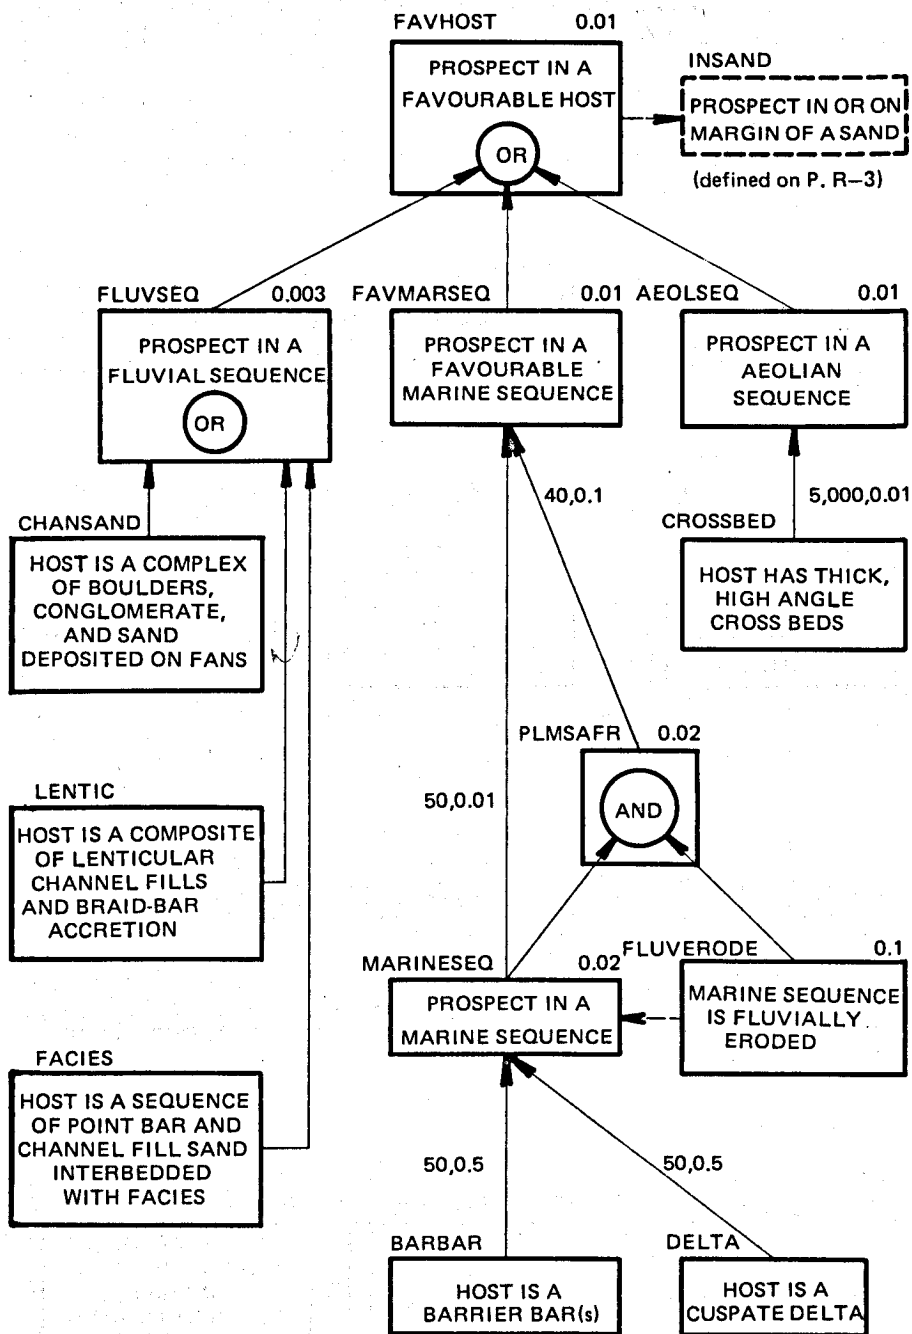 FAVHOST 0.01
PROSPECT IN A
FAVOURABLE HOST
OR
INSAND
PROSPECT IN OR ON
MARGIN OF A SAND
(defined on P. R–3)
FLUVSEQ 0.003
PROSPECT IN A
FLUVIAL SEQUENCE
OR
FAVMARSEQ 0.01
PROSPECT IN A
FAVOURABLE
MARINE SEQUENCE
AEOLSEQ 0.01
PROSPECT IN A
AEOLIAN
SEQUENCE
40,0.1
5,000,0.01
CHANSAND
HOST IS A COMPLEX
OF BOULDERS,
CONGLOMERATE,
AND SAND
DEPOSITED ON FANS
CROSSBED
HOST HAS THICK,
HIGH ANGLE
CROSS BEDS
PLMSAFR 0.02
AND
50,0.01
LENTIC
HOST IS A COMPOSITE
OF LENTICULAR
CHANNEL FILLS
AND BRAID-BAR
ACCRETION
MARINESEQ 0.02
PROSPECT IN A
MARINE SEQUENCE
FLUVERODE 0.1
MARINE SEQUENCE
IS FLUVIALLY
ERODED
FACIES
HOST IS A SEQUENCE
OF POINT BAR AND
CHANNEL FILL SAND
INTERBEDDED
WITH FACIES
50,0.5
50,0.5
BARBAR
HOST IS A
BARRIER BAR(s)
DELTA
HOST IS A
CUSPATE DELTA